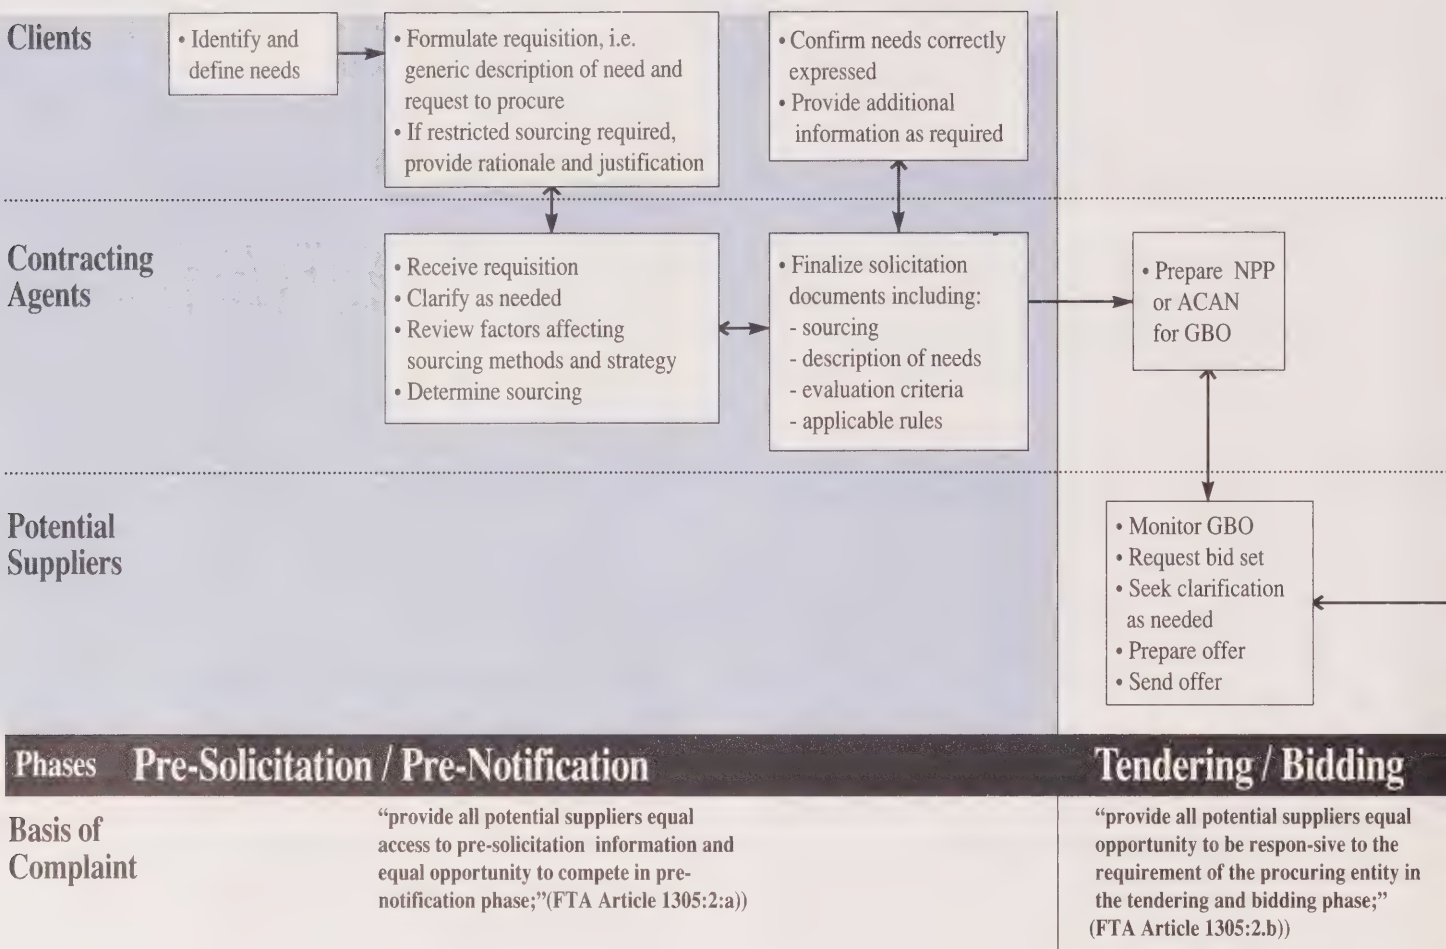 Clients
• Identify and
define needs
• Formulate requisition, i.e.
generic description of need and
request to procure
• If restricted sourcing required,
provide rationale and justification
• Confirm needs correctly
expressed
• Provide additional
information as required
Contracting
Agents
• Receive requisition
• Clarify as needed
• Review factors affecting
sourcing methods and strategy
• Determine sourcing
• Finalize solicitation
documents including:
- sourcing
- description of needs
- evaluation criteria
- applicable rules
• Prepare NPP
or ACAN
for GBO
Potential
Suppliers
• Monitor GBO
• Request bid set
• Seek clarification
as needed
• Prepare offer
• Send offer
Phases Pre-Solicitation / Pre-Notification
Tendering / Bidding
Basis of
Complaint
“provide all potential suppliers equal
access to pre-solicitation information and
equal opportunity to compete in pre-
notification phase;”(FTA Article 1305:2:a))
“provide all potential suppliers equal
opportunity to be respon-sive to the
requirement of the procuring entity in
the tendering and bidding phase;”
(FTA Article 1305:2.b))